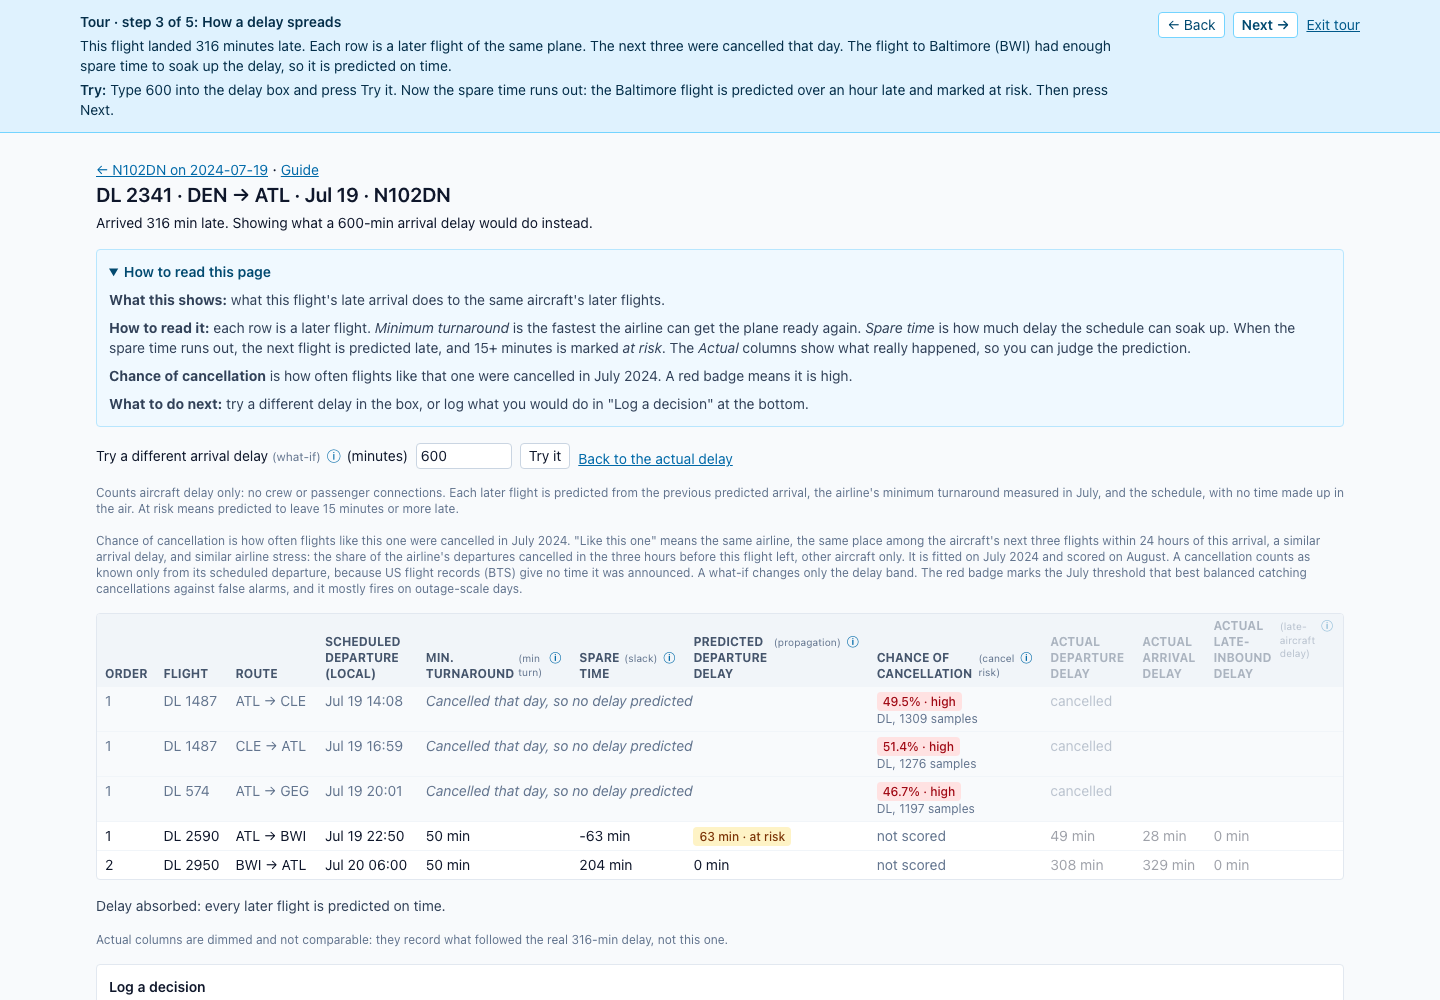 Tour · step 3 of 5: How a delay spreads
← Back
Next →
Exit tour
This flight landed 316 minutes late. Each row is a later flight of the same plane. The next three were cancelled that day. The flight to Baltimore (BWI) had enough
spare time to soak up the delay, so it is predicted on time.
Try: Type 600 into the delay box and press Try it. Now the spare time runs out: the Baltimore flight is predicted over an hour late and marked at risk. Then press
Next.
← N102DN on 2024-07-19 · Guide
DL 2341 · DEN → ATL · Jul 19 · N102DN
Arrived 316 min late. Showing what a 600-min arrival delay would do instead.
▼ How to read this page
What this shows: what this flight's late arrival does to the same aircraft's later flights.
How to read it: each row is a later flight. Minimum turnaround is the fastest the airline can get the plane ready again. Spare time is how much delay the schedule can soak up. When the
spare time runs out, the next flight is predicted late, and 15+ minutes is marked at risk. The Actual columns show what really happened, so you can judge the prediction.
Chance of cancellation is how often flights like that one were cancelled in July 2024. A red badge means it is high.
What to do next: try a different delay in the box, or log what you would do in "Log a decision" at the bottom.
Try a different arrival delay (what-if) ⓘ (minutes) 600 Try it Back to the actual delay
Counts aircraft delay only: no crew or passenger connections. Each later flight is predicted from the previous predicted arrival, the airline's minimum turnaround measured in July, and the schedule, with no time made up in
the air. At risk means predicted to leave 15 minutes or more late.
Chance of cancellation is how often flights like this one were cancelled in July 2024. "Like this one" means the same airline, the same place among the aircraft's next three flights within 24 hours of this arrival, a similar
arrival delay, and similar airline stress: the share of the airline's departures cancelled in the three hours before this flight left, other aircraft only. It is fitted on July 2024 and scored on August. A cancellation counts as
known only from its scheduled departure, because US flight records (BTS) give no time it was announced. A what-if changes only the delay band. The red badge marks the July threshold that best balanced catching
cancellations against false alarms, and it mostly fires on outage-scale days.
ORDER
FLIGHT
ROUTE
SCHEDULED
DEPARTURE
(LOCAL)
MIN.
TURNAROUND
(min
turn) ⓘ
SPARE
TIME
(slack) ⓘ
PREDICTED
DEPARTURE
DELAY
(propagation) ⓘ
CHANCE OF
CANCELLATION
(cancel
risk) ⓘ
ACTUAL
DEPARTURE
DELAY
ACTUAL
ARRIVAL
DELAY
ACTUAL
LATE-
INBOUND
DELAY
(late-
aircraft
delay) ⓘ
1 DL 1487 ATL → CLE Jul 19 14:08 Cancelled that day, so no delay predicted 49.5% · high cancelled
DL, 1309 samples
1 DL 1487 CLE → ATL Jul 19 16:59 Cancelled that day, so no delay predicted 51.4% · high cancelled
DL, 1276 samples
1 DL 574 ATL → GEG Jul 19 20:01 Cancelled that day, so no delay predicted 46.7% · high cancelled
DL, 1197 samples
1 DL 2590 ATL → BWI Jul 19 22:50 50 min -63 min 63 min · at risk not scored 49 min 28 min 0 min
2 DL 2950 BWI → ATL Jul 20 06:00 50 min 204 min 0 min not scored 308 min 329 min 0 min
Delay absorbed: every later flight is predicted on time.
Actual columns are dimmed and not comparable: they record what followed the real 316-min delay, not this one.
Log a decision